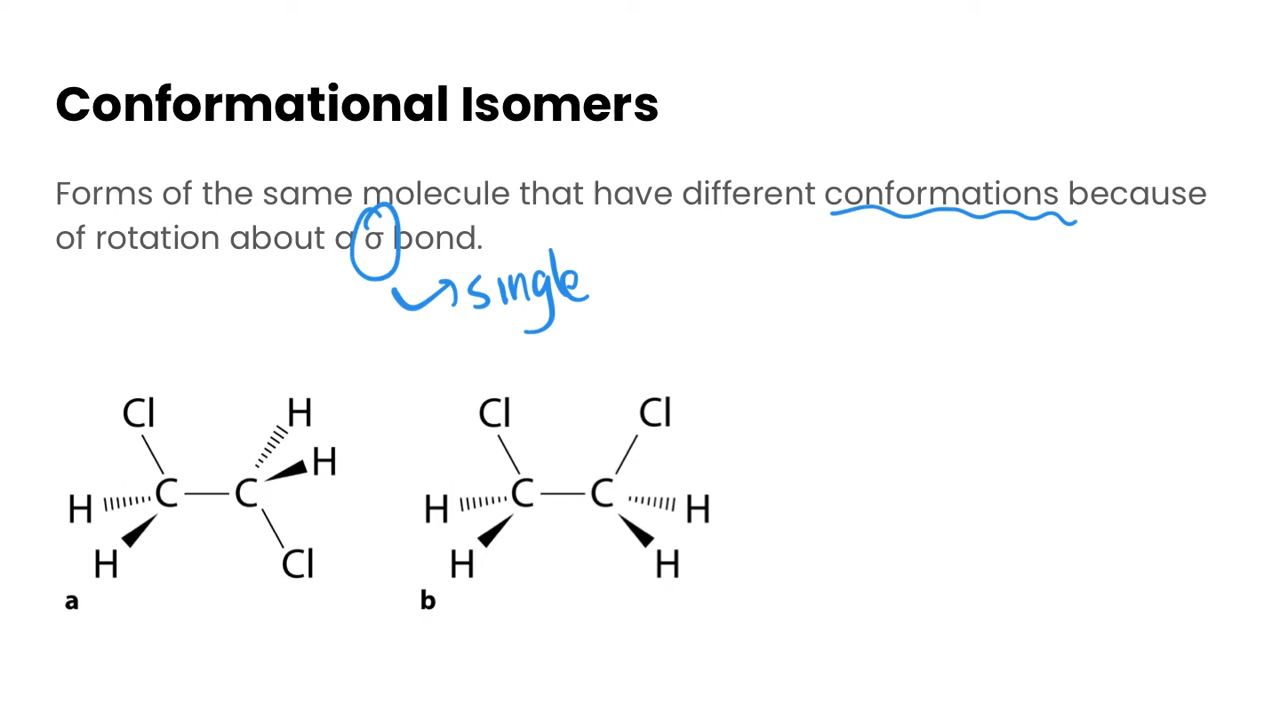 Conformational Isomers
Forms of the same molecule that have different conformations because
of rotation about a σ bond.
single
Cl H Cl Cl
H
H C C H C C H
H Cl H H
a b